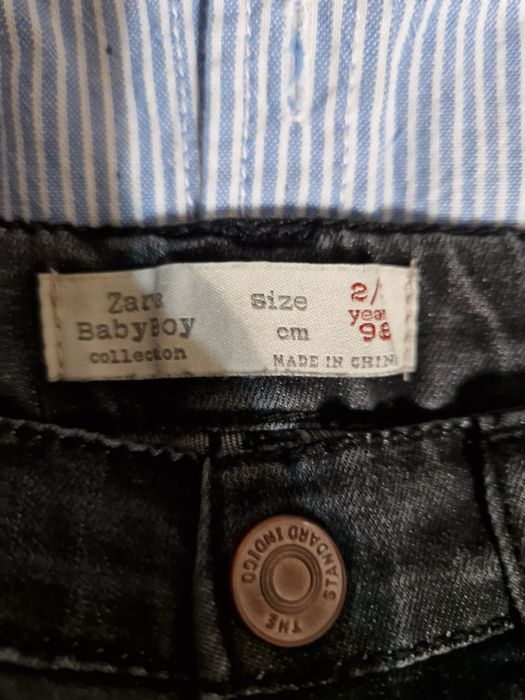 Zara
BabyBoy
collection
Size
cm
2/
year
98
MADE IN CHIN
THE STANDARD INDIGO